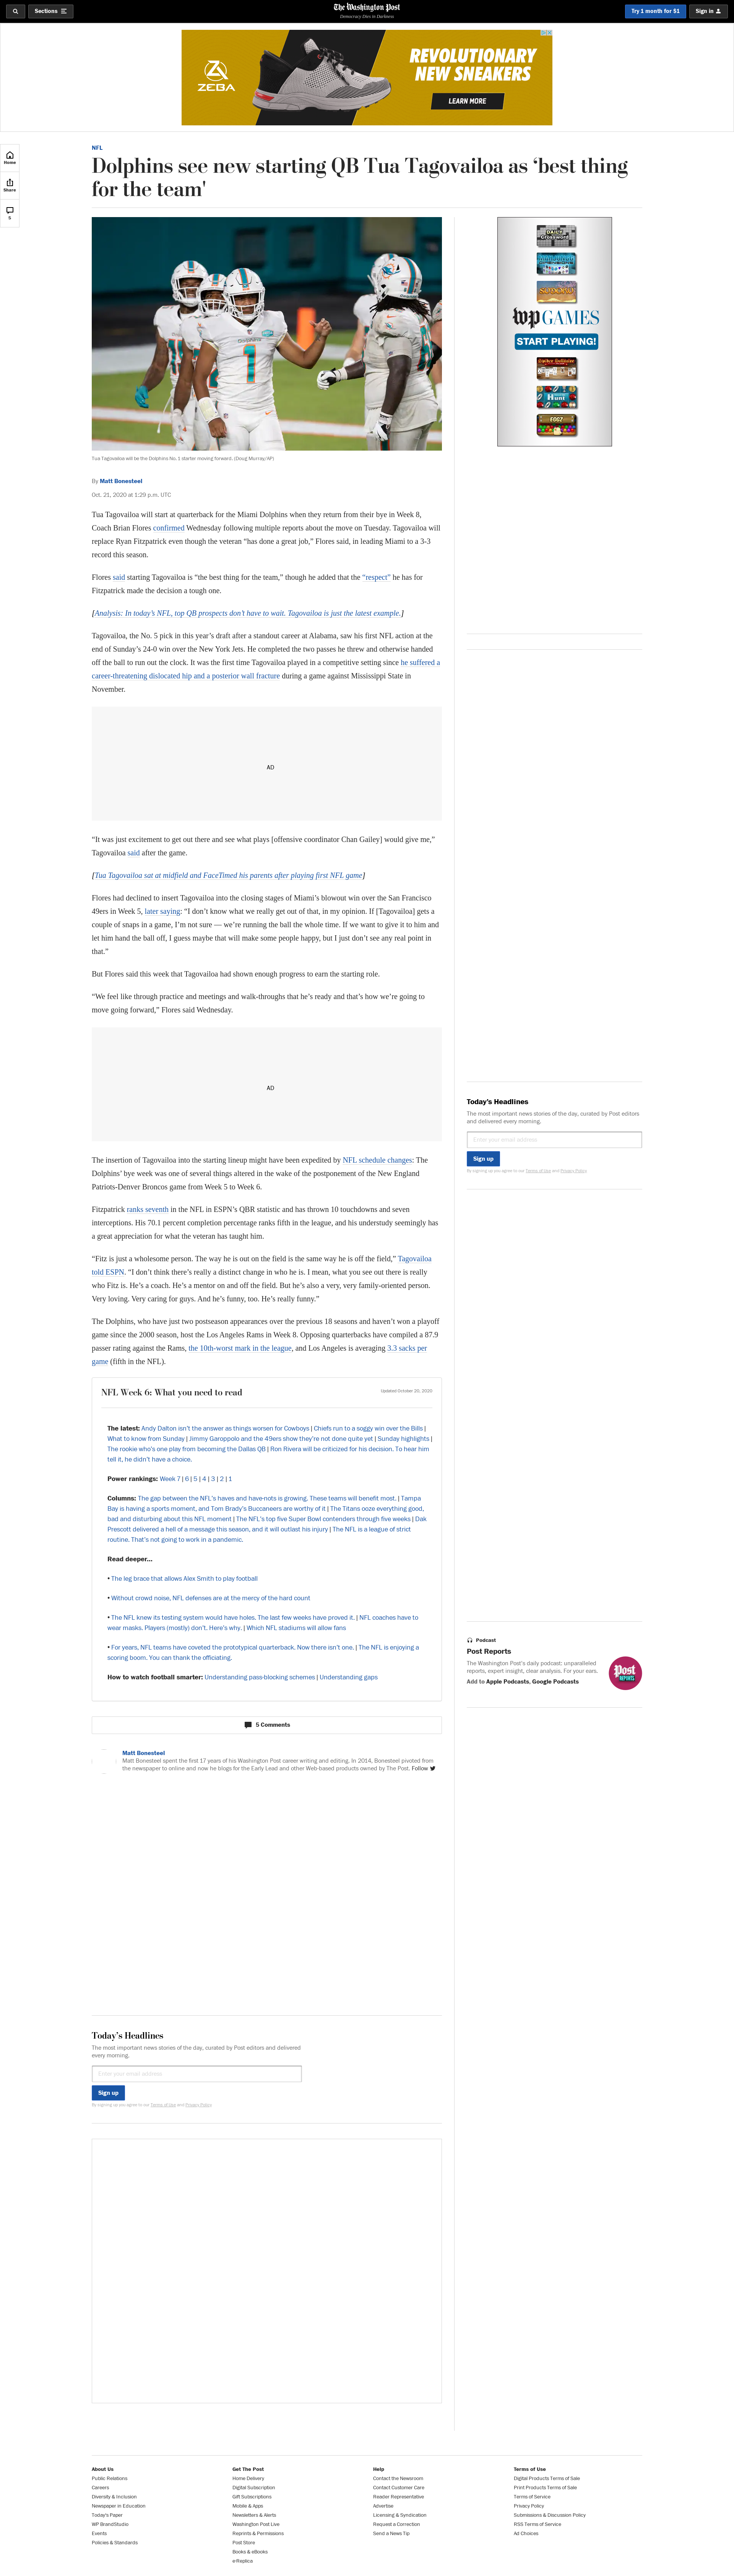 Sections
The Washington Post
Democracy Dies in Darkness
Try 1 month for $1
Sign in
ZEBA
REVOLUTIONARY
NEW SNEAKERS
LEARN MORE
Home
Share
5
NFL
Dolphins see new starting QB Tua Tagovailoa as ‘best thing
for the team'
Tua Tagovailoa will be the Dolphins No. 1 starter moving forward. (Doug Murray/AP)
By Matt Bonesteel
Oct. 21, 2020 at 1:29 p.m. UTC
Tua Tagovailoa will start at quarterback for the Miami Dolphins when they return from their bye in Week 8,
Coach Brian Flores confirmed Wednesday following multiple reports about the move on Tuesday. Tagovailoa will
replace Ryan Fitzpatrick even though the veteran “has done a great job,” Flores said, in leading Miami to a 3-3
record this season.
Flores said starting Tagovailoa is “the best thing for the team,” though he added that the “respect” he has for
Fitzpatrick made the decision a tough one.
[Analysis: In today’s NFL, top QB prospects don’t have to wait. Tagovailoa is just the latest example.]
Tagovailoa, the No. 5 pick in this year’s draft after a standout career at Alabama, saw his first NFL action at the
end of Sunday’s 24-0 win over the New York Jets. He completed the two passes he threw and otherwise handed
off the ball to run out the clock. It was the first time Tagovailoa played in a competitive setting since he suffered a
career-threatening dislocated hip and a posterior wall fracture during a game against Mississippi State in
November.
AD
“It was just excitement to get out there and see what plays [offensive coordinator Chan Gailey] would give me,”
Tagovailoa said after the game.
[Tua Tagovailoa sat at midfield and FaceTimed his parents after playing first NFL game]
Flores had declined to insert Tagovailoa into the closing stages of Miami’s blowout win over the San Francisco
49ers in Week 5, later saying: “I don’t know what we really get out of that, in my opinion. If [Tagovailoa] gets a
couple of snaps in a game, I’m not sure — we’re running the ball the whole time. If we want to give it to him and
let him hand the ball off, I guess maybe that will make some people happy, but I just don’t see any real point in
that.”
But Flores said this week that Tagovailoa had shown enough progress to earn the starting role.
“We feel like through practice and meetings and walk-throughs that he’s ready and that’s how we’re going to
move going forward,” Flores said Wednesday.
AD
The insertion of Tagovailoa into the starting lineup might have been expedited by NFL schedule changes: The
Dolphins’ bye week was one of several things altered in the wake of the postponement of the New England
Patriots-Denver Broncos game from Week 5 to Week 6.
Fitzpatrick ranks seventh in the NFL in ESPN’s QBR statistic and has thrown 10 touchdowns and seven
interceptions. His 70.1 percent completion percentage ranks fifth in the league, and his understudy seemingly has
a great appreciation for what the veteran has taught him.
“Fitz is just a wholesome person. The way he is out on the field is the same way he is off the field,” Tagovailoa
told ESPN. “I don’t think there’s really a distinct change in who he is. I mean, what you see out there is really
who Fitz is. He’s a coach. He’s a mentor on and off the field. But he’s also a very, very family-oriented person.
Very loving. Very caring for guys. And he’s funny, too. He’s really funny.”
The Dolphins, who have just two postseason appearances over the previous 18 seasons and haven’t won a playoff
game since the 2000 season, host the Los Angeles Rams in Week 8. Opposing quarterbacks have compiled a 87.9
passer rating against the Rams, the 10th-worst mark in the league, and Los Angeles is averaging 3.3 sacks per
game (fifth in the NFL).
NFL Week 6: What you need to read
Updated October 20, 2020
The latest: Andy Dalton isn’t the answer as things worsen for Cowboys | Chiefs run to a soggy win over the Bills |
What to know from Sunday | Jimmy Garoppolo and the 49ers show they’re not done quite yet | Sunday highlights |
The rookie who’s one play from becoming the Dallas QB | Ron Rivera will be criticized for his decision. To hear him
tell it, he didn’t have a choice.
Power rankings: Week 7 | 6 | 5 | 4 | 3 | 2 | 1
Columns: The gap between the NFL’s haves and have-nots is growing. These teams will benefit most. | Tampa
Bay is having a sports moment, and Tom Brady’s Buccaneers are worthy of it | The Titans ooze everything good,
bad and disturbing about this NFL moment | The NFL’s top five Super Bowl contenders through five weeks | Dak
Prescott delivered a hell of a message this season, and it will outlast his injury | The NFL is a league of strict
routine. That’s not going to work in a pandemic.
Read deeper...
• The leg brace that allows Alex Smith to play football
• Without crowd noise, NFL defenses are at the mercy of the hard count
• The NFL knew its testing system would have holes. The last few weeks have proved it. | NFL coaches have to
wear masks. Players (mostly) don’t. Here’s why. | Which NFL stadiums will allow fans
• For years, NFL teams have coveted the prototypical quarterback. Now there isn’t one. | The NFL is enjoying a
scoring boom. You can thank the officiating.
How to watch football smarter: Understanding pass-blocking schemes | Understanding gaps
5 Comments
Matt Bonesteel
Matt Bonesteel spent the first 17 years of his Washington Post career writing and editing. In 2014, Bonesteel pivoted from
the newspaper to online and now he blogs for the Early Lead and other Web-based products owned by The Post. Follow
Today’s Headlines
The most important news stories of the day, curated by Post editors and delivered
every morning.
Enter your email address
Sign up
By signing up you agree to our Terms of Use and Privacy Policy
wp GAMES
START PLAYING!
Today’s Headlines
The most important news stories of the day, curated by Post editors
and delivered every morning.
Enter your email address
Sign up
By signing up you agree to our Terms of Use and Privacy Policy
Podcast
Post Reports
The Washington Post’s daily podcast: unparalleled
reports, expert insight, clear analysis. For your ears.
Add to Apple Podcasts, Google Podcasts
Post
REPORTS
About Us
Public Relations
Careers
Diversity & Inclusion
Newspaper in Education
Today’s Paper
WP BrandStudio
Events
Policies & Standards
Get The Post
Home Delivery
Digital Subscription
Gift Subscriptions
Mobile & Apps
Newsletters & Alerts
Washington Post Live
Reprints & Permissions
Post Store
Books & eBooks
e-Replica
Help
Contact the Newsroom
Contact Customer Care
Reader Representative
Advertise
Licensing & Syndication
Request a Correction
Send a News Tip
Terms of Use
Digital Products Terms of Sale
Print Products Terms of Sale
Terms of Service
Privacy Policy
Submissions & Discussion Policy
RSS Terms of Service
Ad Choices